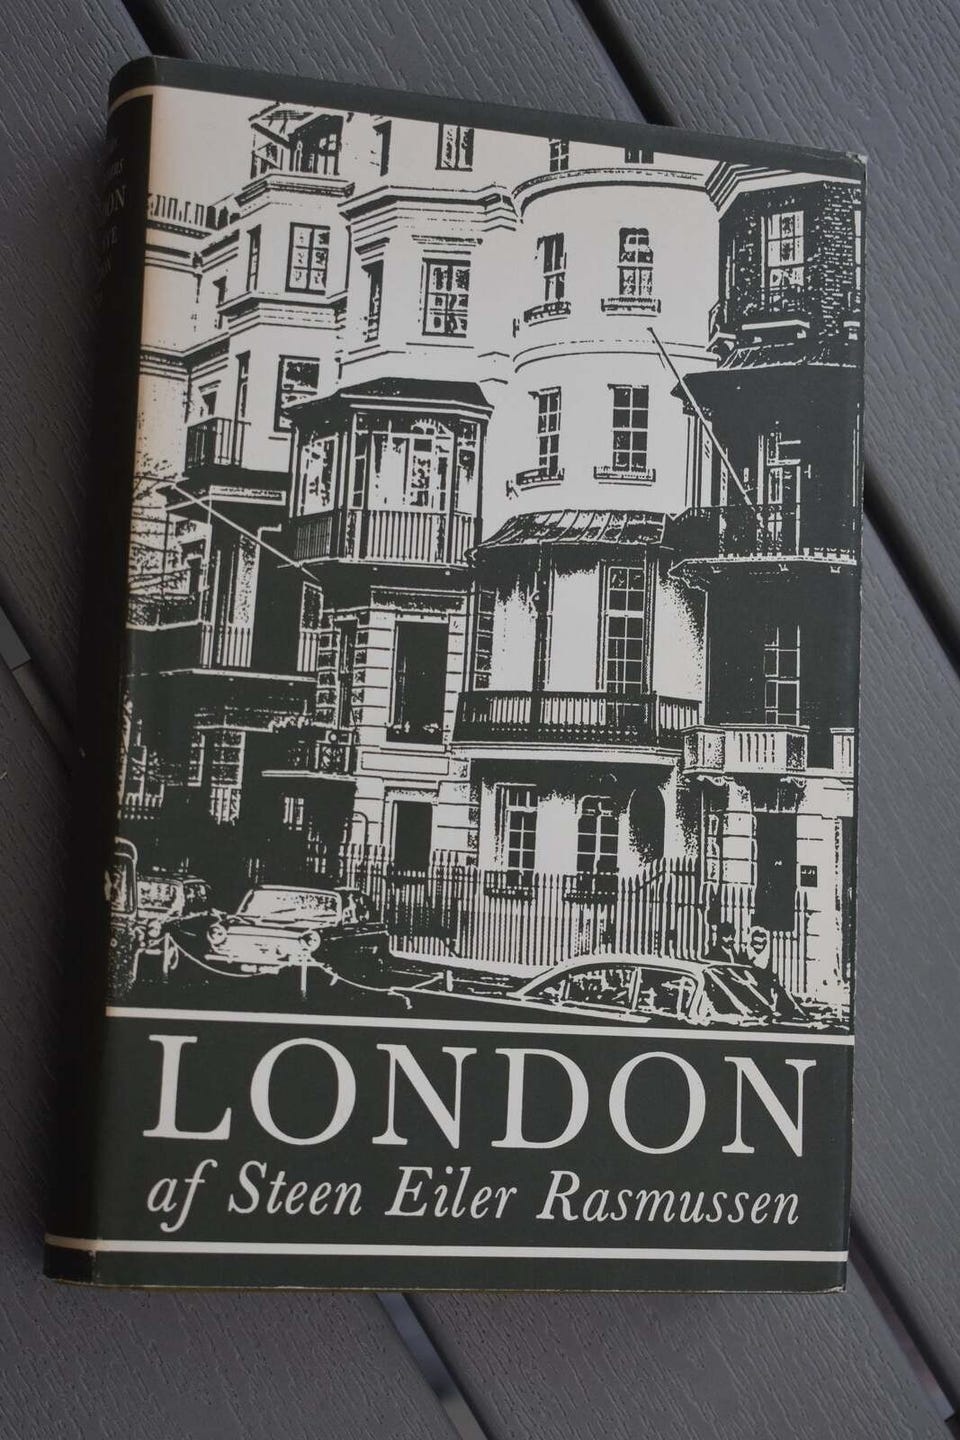 LONDON
af Steen Eiler Rasmussen